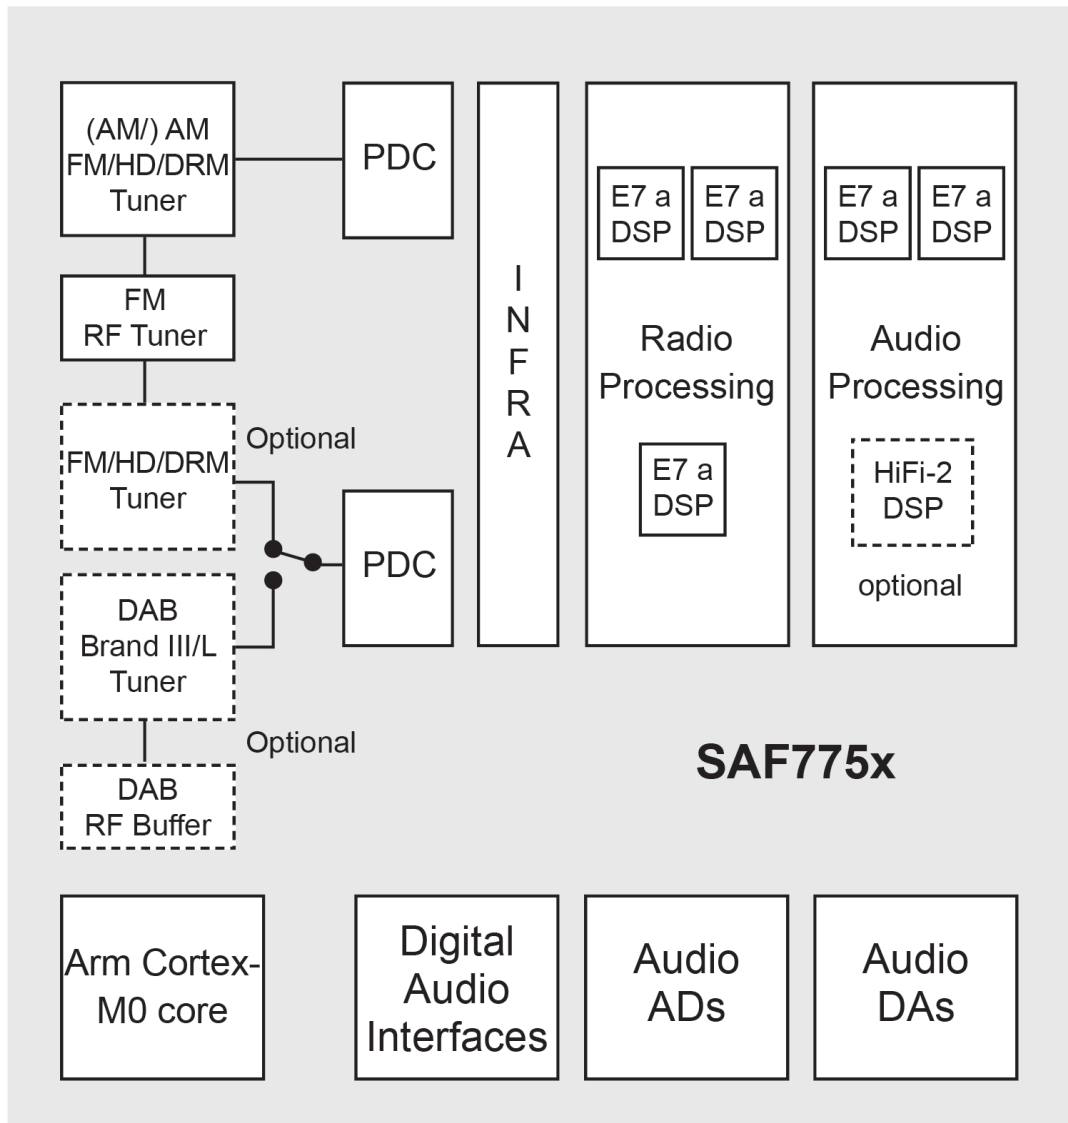 (AM/) AM
FM/HD/DRM
Tuner
PDC
FM
RF Tuner
Optional
FM/HD/DRM
Tuner
PDC
DAB
Brand III/L
Tuner
Optional
DAB
RF Buffer
I
N
F
R
A
E7 a
DSP
E7 a
DSP
Radio
Processing
E7 a
DSP
E7 a
DSP
E7 a
DSP
Audio
Processing
HiFi-2
DSP
optional
SAF775x
Arm Cortex-
M0 core
Digital
Audio
Interfaces
Audio
ADs
Audio
DAs